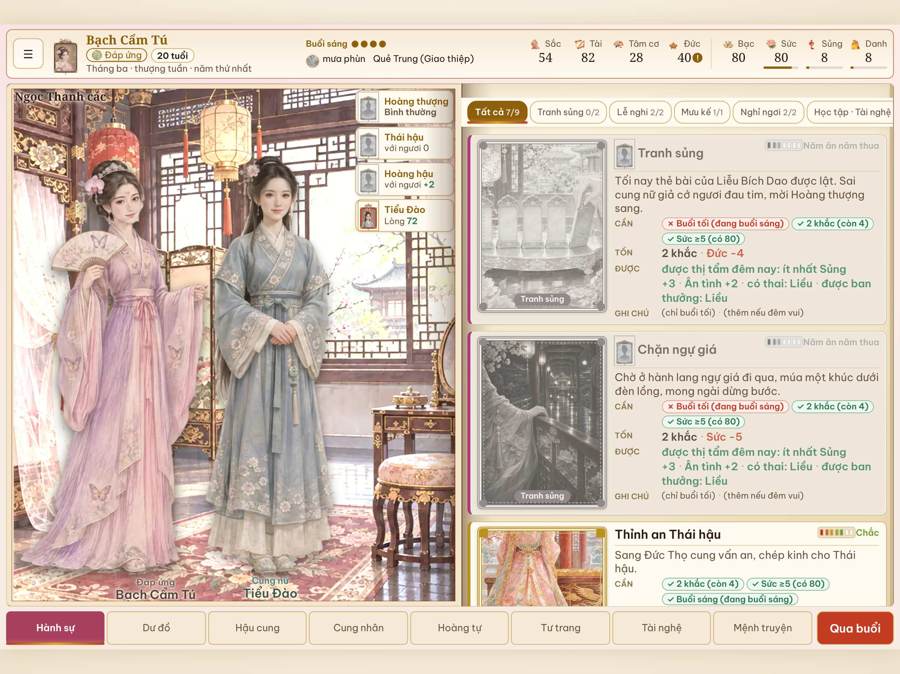 Bạch Cẩm Tú
Đáp ứng 20 tuổi
Tháng ba · thượng tuần · năm thứ nhất
Buổi sáng
mưa phùn Quẻ Trung (Giao thiệp)
Sắc Tài Tâm cơ Đức Bạc Sức Sủng Danh
54 82 28 40 ! 80 80 8 8
Ngọc Thanh các
Hoàng thượng
Bình thường
Thái hậu
với ngươi 0
Hoàng hậu
với ngươi +2
Tiểu Đào
Lòng 72
Đáp ứng
Bạch Cẩm Tú
Cung nữ
Tiểu Đào
Tất cả 7/9 Tranh sủng 0/2 Lễ nghi 2/2 Mưu kế 1/1 Nghỉ ngơi 2/2 Học tập · Tài nghệ
Tranh sủng
Năm ăn năm thua
Tối nay thẻ bài của Liễu Bích Dao được lật. Sai
cung nữ giả cớ ngươi đau tim, mời Hoàng thượng
sang.
CẦN × Buổi tối (đang buổi sáng) ✓ 2 khắc (còn 4)
✓ Sức ≥5 (có 80)
TỐN 2 khắc · Đức −4
ĐƯỢC được thị tẩm đêm nay: ít nhất Sủng
+3 · Ân tình +2 · có thai: Liều · được ban
thưởng: Liều
GHI CHÚ (chỉ buổi tối) · (thêm nếu đêm vui)
Tranh sủng
Chặn ngự giá
Năm ăn năm thua
Chờ ở hành lang ngự giá đi qua, múa một khúc dưới
đèn lồng, mong ngài dừng bước.
CẦN × Buổi tối (đang buổi sáng) ✓ 2 khắc (còn 4)
✓ Sức ≥5 (có 80)
TỐN 2 khắc · Sức −5
ĐƯỢC được thị tẩm đêm nay: ít nhất Sủng
+3 · Ân tình +2 · có thai: Liều · được ban
thưởng: Liều
GHI CHÚ (chỉ buổi tối) · (thêm nếu đêm vui)
Tranh sủng
Thỉnh an Thái hậu
Chắc
Sang Đức Thọ cung vấn an, chép kinh cho Thái
hậu.
CẦN ✓ 2 khắc (còn 4) ✓ Sức ≥5 (có 80)
✓ Buổi sáng (đang buổi sáng)
Hành sự Dư đồ Hậu cung Cung nhân Hoàng tự Tư trang Tài nghệ Mệnh truyện Qua buổi